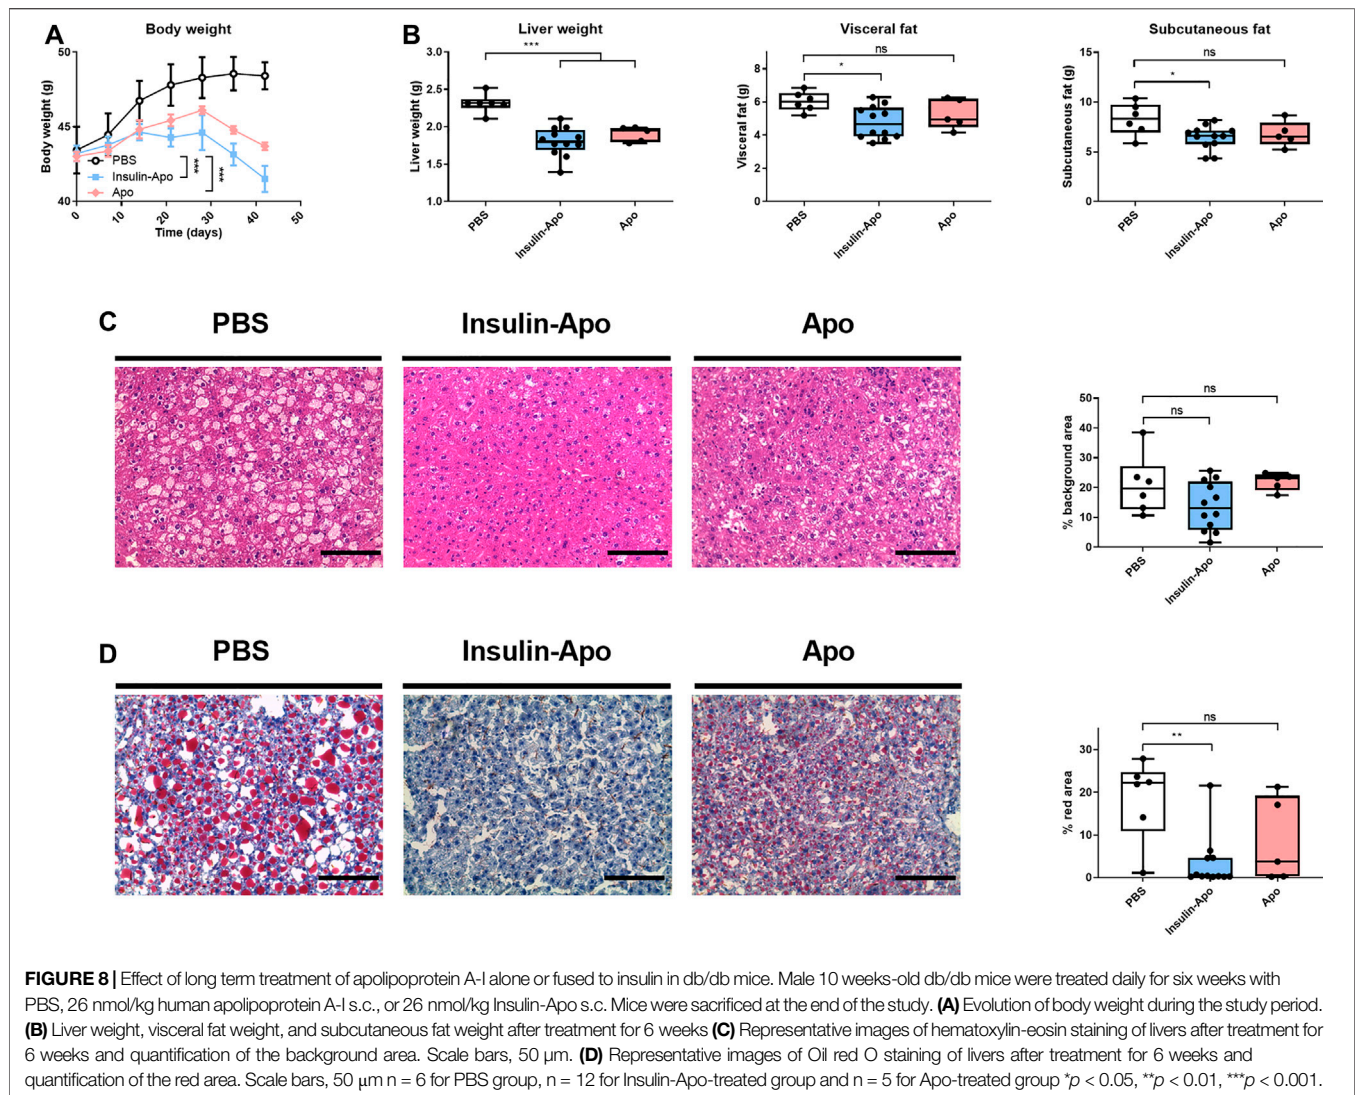 A
Body weight
Body weight (g)
50
45
40
PBS
Insulin-Apo
Apo
***
***
0
10
20
30
40
50
Time (days)
B
Liver weight
***
Liver weight (g)
3.0
2.5
2.0
1.5
1.0
PBS
Insulin-Apo
Apo
Visceral fat
ns
*
Visceral fat (g)
8
6
4
2
0
PBS
Insulin-Apo
Apo
Subcutaneous fat
ns
*
Subcutaneous fat (g)
15
10
5
0
PBS
Insulin-Apo
Apo
C
PBS
Insulin-Apo
Apo
% background area
50
40
30
20
10
0
ns
ns
PBS
Insulin-Apo
Apo
D
PBS
Insulin-Apo
Apo
% red area
30
20
10
0
ns
**
PBS
Insulin-Apo
Apo
FIGURE 8 | Effect of long term treatment of apolipoprotein A-I alone or fused to insulin in db/db mice. Male 10 weeks-old db/db mice were treated daily for six weeks with
PBS, 26 nmol/kg human apolipoprotein A-I s.c., or 26 nmol/kg Insulin-Apo s.c. Mice were sacrificed at the end of the study. (A) Evolution of body weight during the study period.
(B) Liver weight, visceral fat weight, and subcutaneous fat weight after treatment for 6 weeks (C) Representative images of hematoxylin-eosin staining of livers after treatment for
6 weeks and quantification of the background area. Scale bars, 50 μm. (D) Representative images of Oil red O staining of livers after treatment for 6 weeks and
quantification of the red area. Scale bars, 50 μm n = 6 for PBS group, n = 12 for Insulin-Apo-treated group and n = 5 for Apo-treated group *p < 0.05, **p < 0.01, ***p < 0.001.